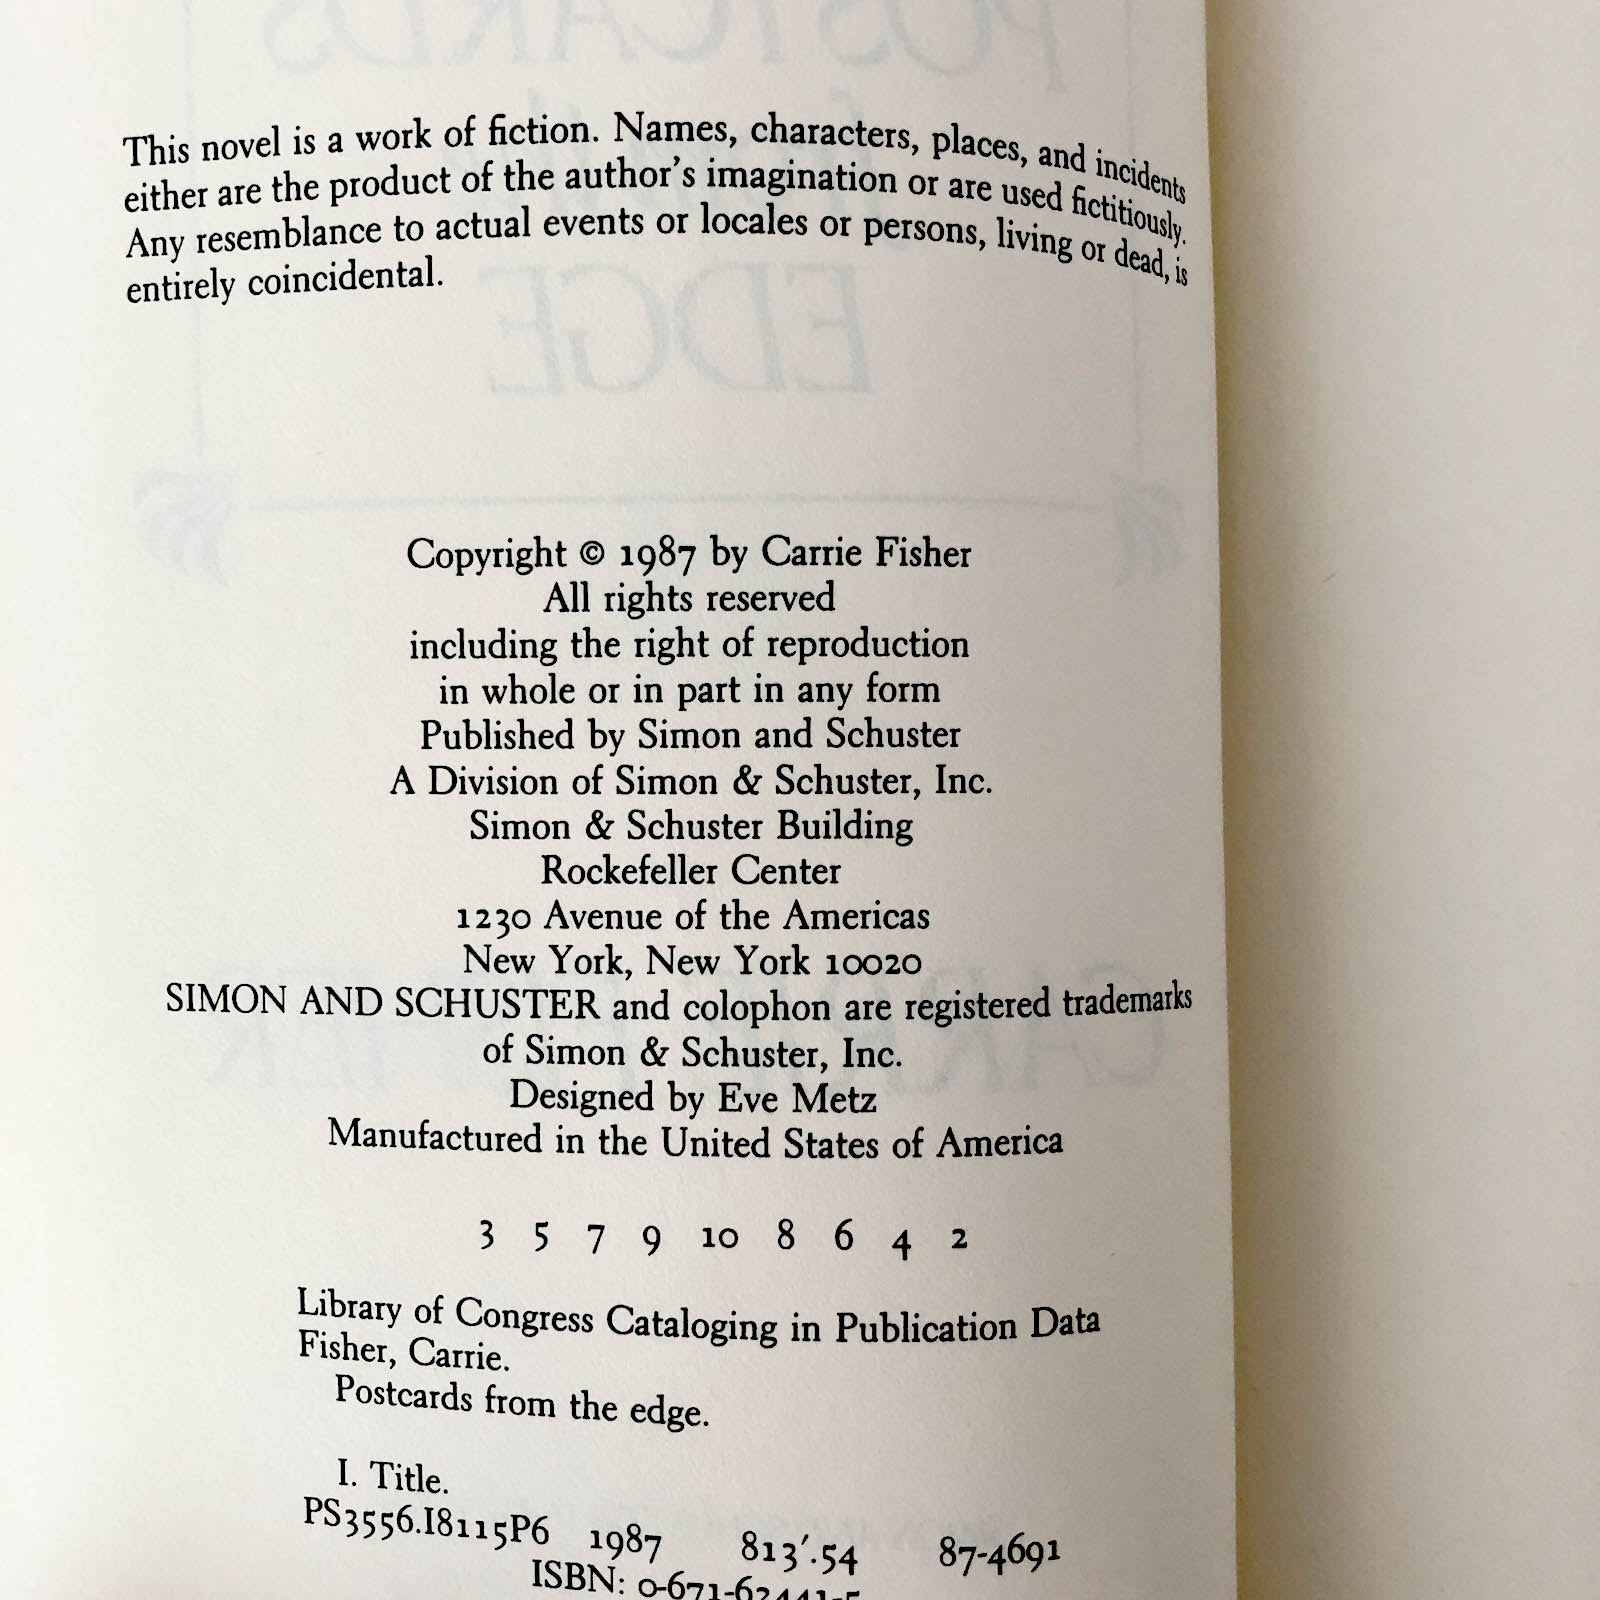 This novel is a work of fiction. Names, characters, places, and incidents
either are the product of the author's imagination or are used fictitiously.
Any resemblance to actual events or locales or persons, living or dead, is
entirely coincidental.
Copyright © 1987 by Carrie Fisher
All rights reserved
including the right of reproduction
in whole or in part in any form
Published by Simon and Schuster
A Division of Simon & Schuster, Inc.
Simon & Schuster Building
Rockefeller Center
1230 Avenue of the Americas
New York, New York 10020
SIMON AND SCHUSTER and colophon are registered trademarks
of Simon & Schuster, Inc.
Designed by Eve Metz
Manufactured in the United States of America
3 5 7 9 10 8 6 4 2
Library of Congress Cataloging in Publication Data
Fisher, Carrie.
Postcards from the edge.
I. Title.
PS3556.I8115P6 1987 813'.54 87-4691
ISBN: 0-671-62441-5